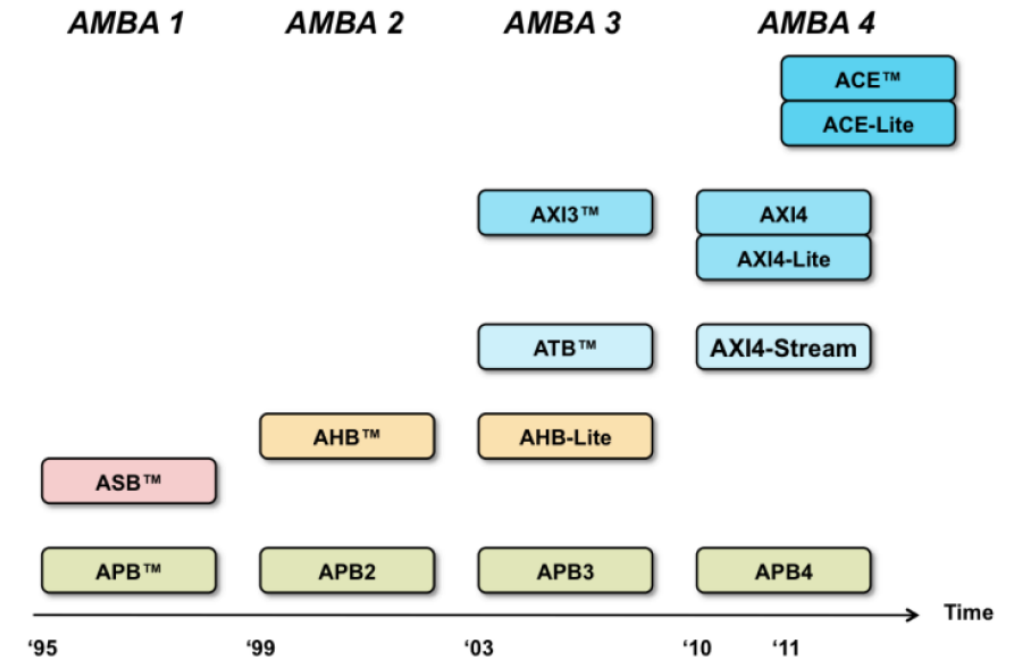 AMBA 1 AMBA 2 AMBA 3 AMBA 4
ACE™
ACE-Lite
AXI3™ AXI4
AXI4-Lite
ATB™ AXI4-Stream
AHB™ AHB-Lite
ASB™
APB™ APB2 APB3 APB4
Time
‘95 ‘99 ‘03 ‘10 ‘11